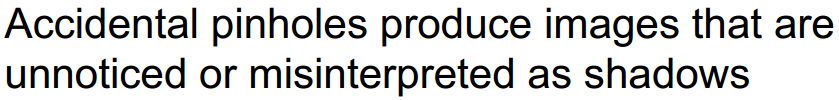 Accidental pinholes produce images that are
unnoticed or misinterpreted as shadows